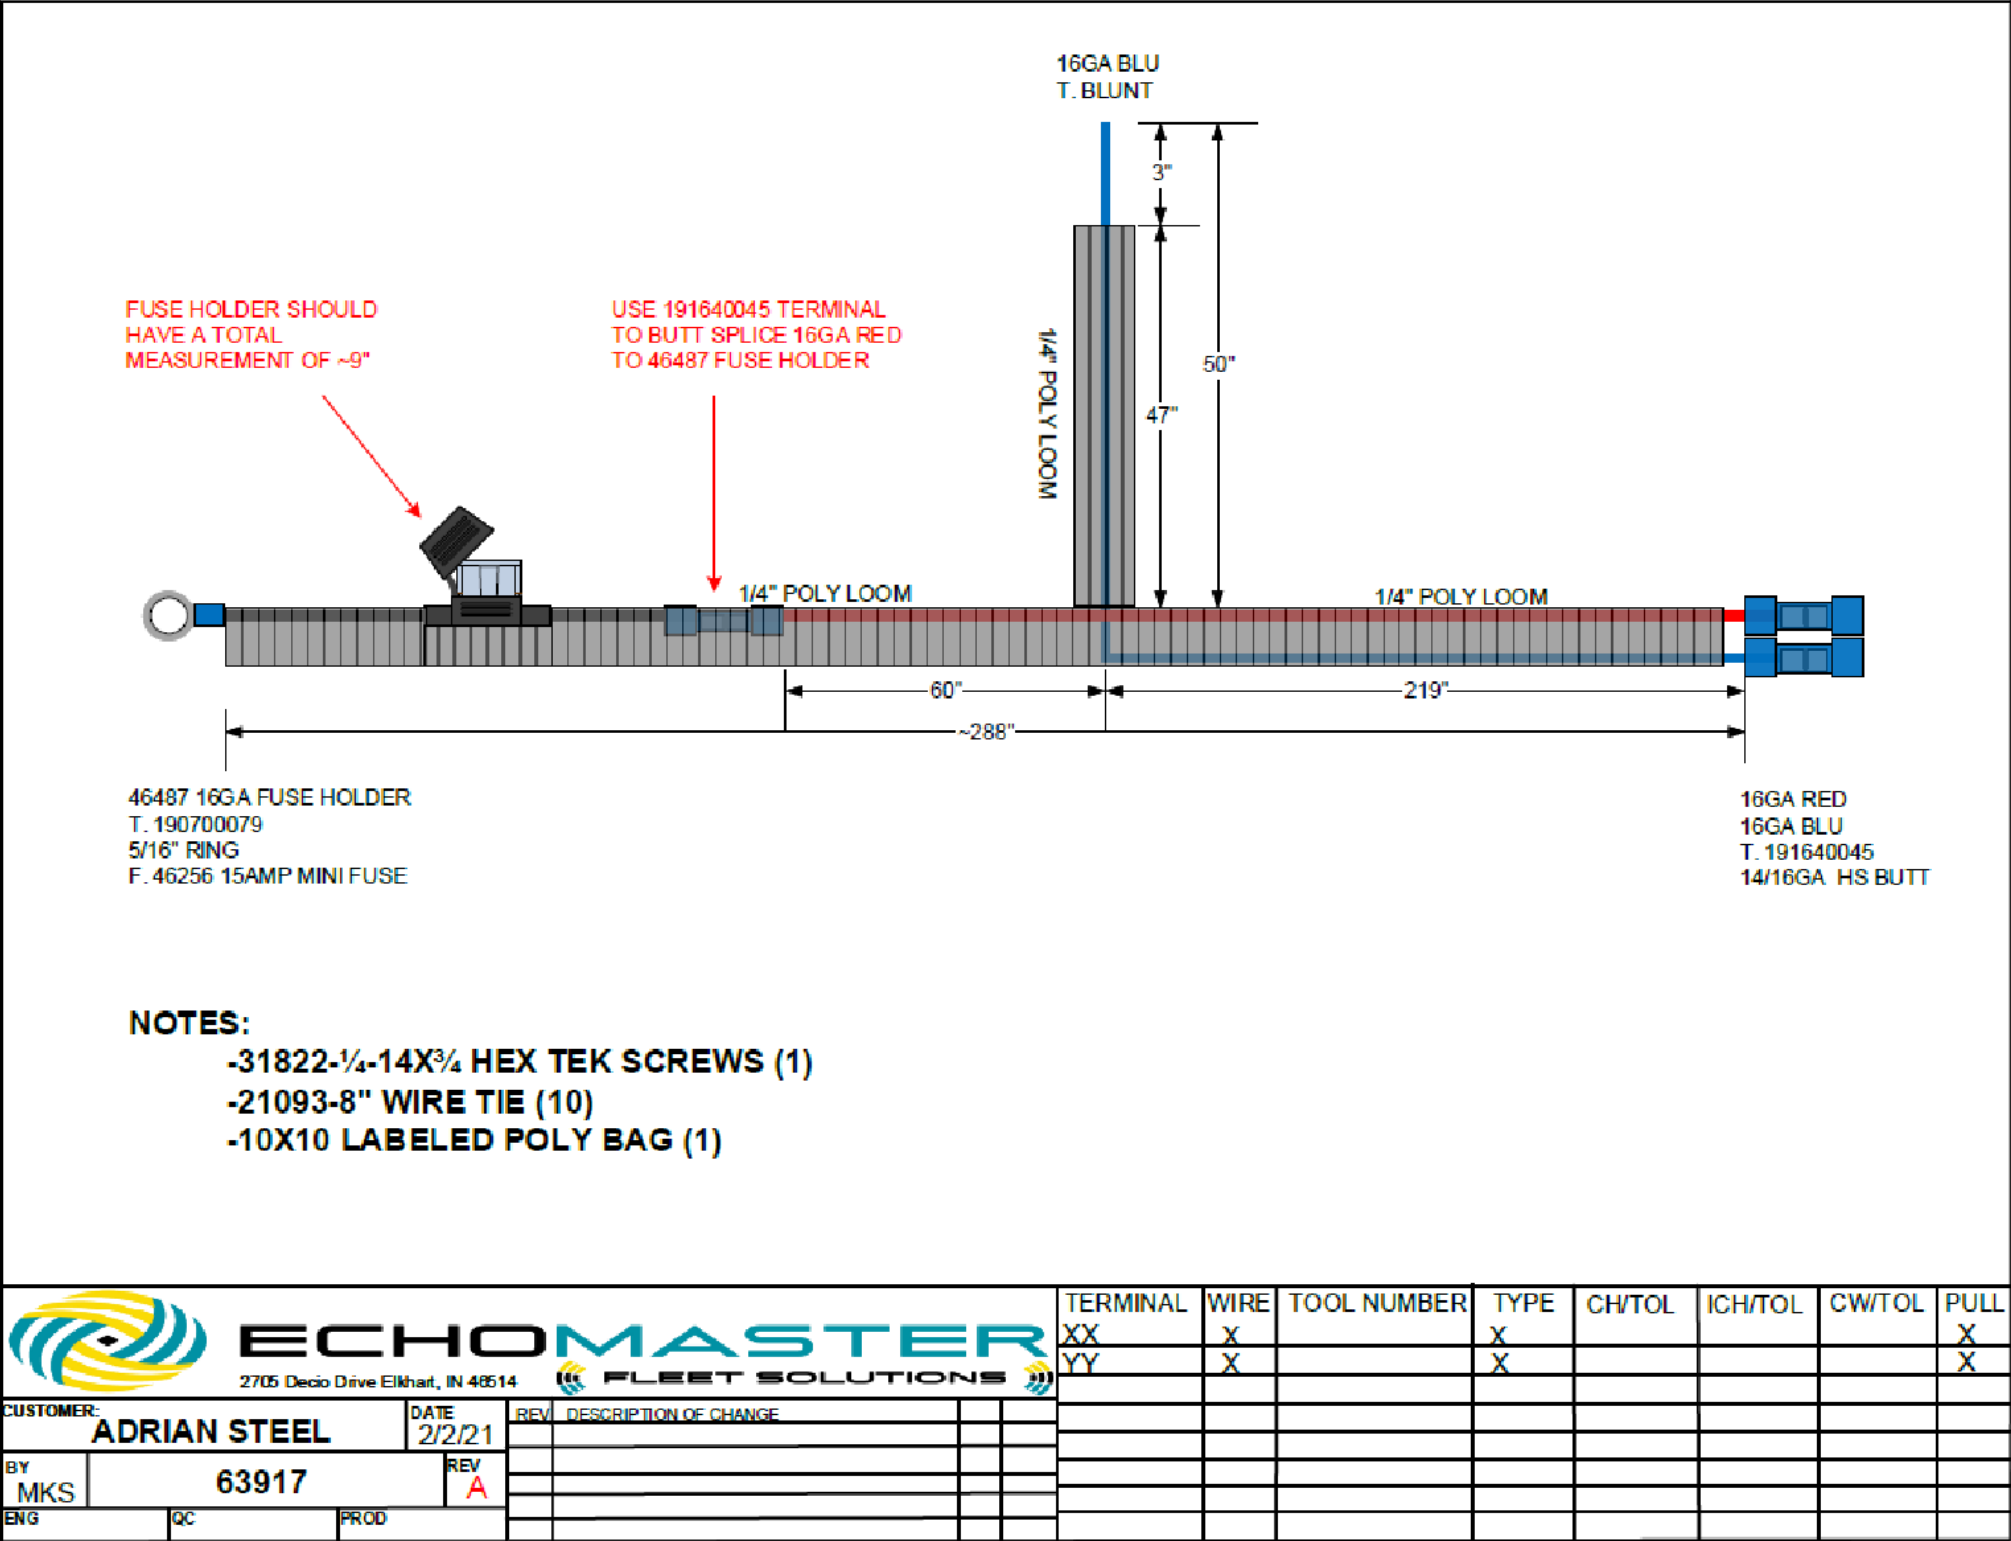 16GA BLU
T. BLUNT
3"
50"
47"
1/4" POLY LOOM
FUSE HOLDER SHOULD
HAVE A TOTAL
MEASUREMENT OF ~9"
USE 191640045 TERMINAL
TO BUTT SPLICE 16GA RED
TO 46487 FUSE HOLDER
1/4" POLY LOOM
1/4" POLY LOOM
60"
219"
~288"
46487 16GA FUSE HOLDER
T. 190700079
5/16" RING
F. 46256 15AMP MINI FUSE
16GA RED
16GA BLU
T. 191640045
14/16GA HS BUTT
NOTES:
-31822-¼-14X¾ HEX TEK SCREWS (1)
-21093-8" WIRE TIE (10)
-10X10 LABELED POLY BAG (1)
ECHOMASTER
2705 Decio Drive Elkhart, IN 46514
FLEET SOLUTIONS
CUSTOMER:
ADRIAN STEEL
DATE
2/2/21
BY
MKS
63917
REV
A
ENG
QC
PROD
REV DESCRIPTION OF CHANGE
TERMINAL WIRE TOOL NUMBER TYPE CH/TOL ICH/TOL CW/TOL PULL
XX X X X
YY X X X